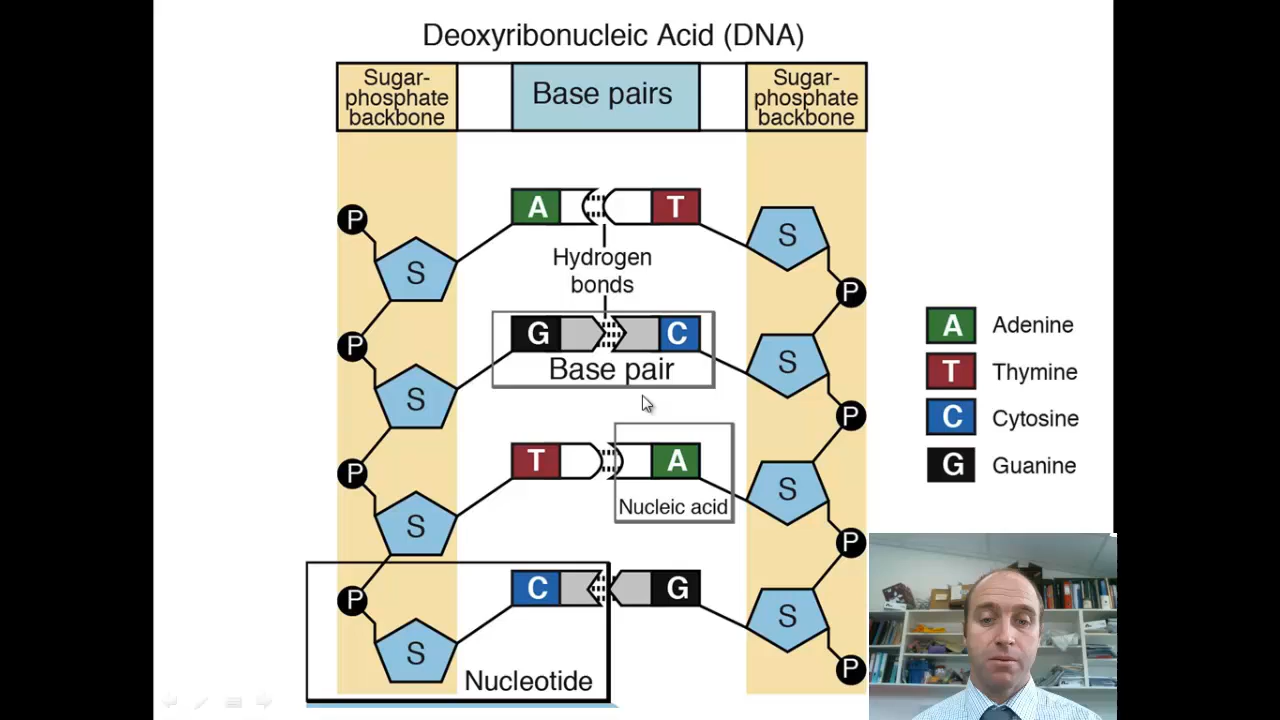 Deoxyribonucleic Acid (DNA)
Sugar-
phosphate
backbone
Base pairs
Sugar-
phosphate
backbone
A T
P
S
S
Hydrogen
bonds
P
G C
P
S
S
Base pair
P
T A
P
S
S
Nucleic acid
P
C G
P
S
S
P
Nucleotide
A Adenine
T Thymine
C Cytosine
G Guanine